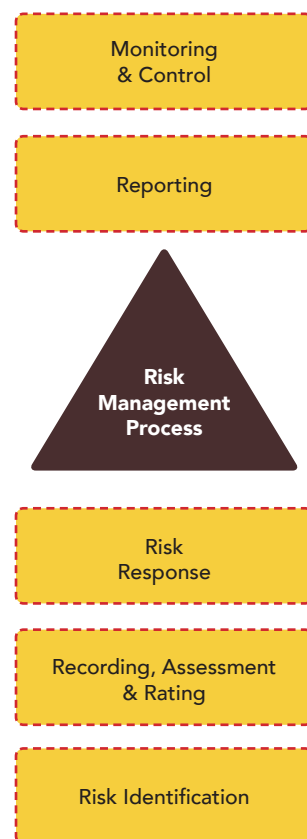 Monitoring
& Control
Reporting
Risk
Management
Process
Risk
Response
Recording, Assessment
& Rating
Risk Identification